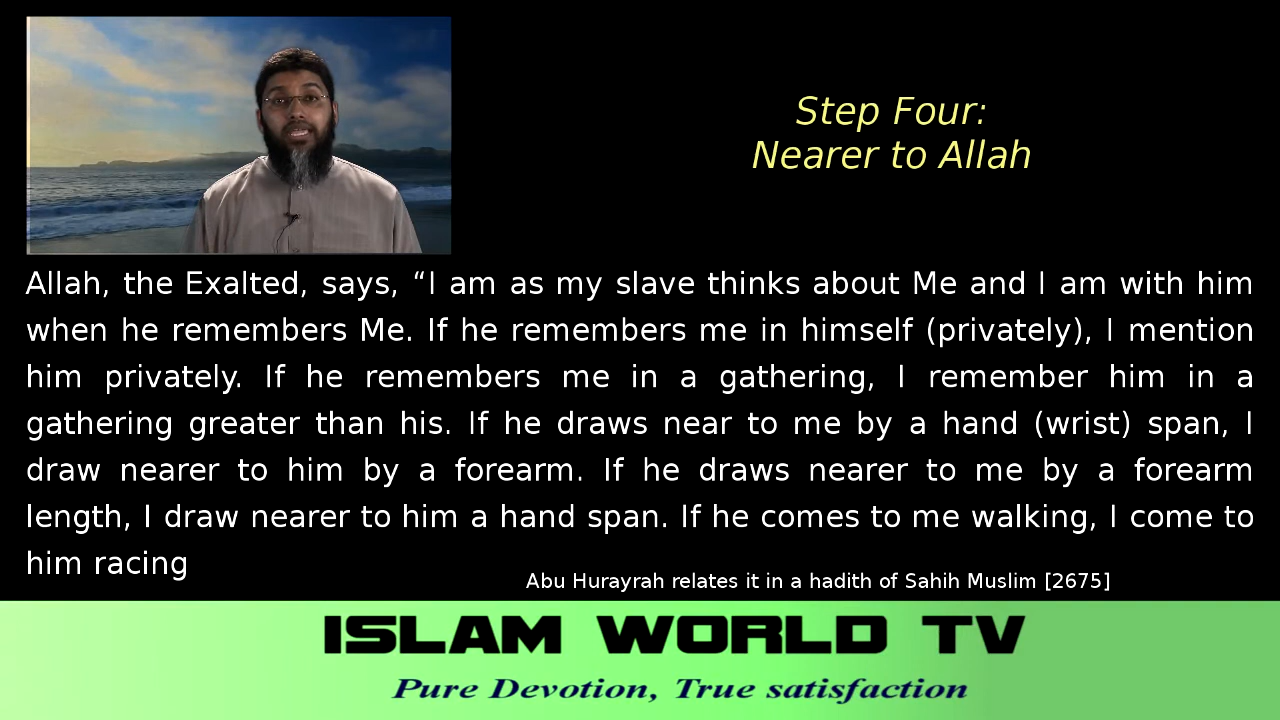 Step Four:
Nearer to Allah
Allah, the Exalted, says, “I am as my slave thinks about Me and I am with him
when he remembers Me. If he remembers me in himself (privately), I mention
him privately. If he remembers me in a gathering, I remember him in a
gathering greater than his. If he draws near to me by a hand (wrist) span, I
draw nearer to him by a forearm. If he draws nearer to me by a forearm
length, I draw nearer to him a hand span. If he comes to me walking, I come to
him racing
Abu Hurayrah relates it in a hadith of Sahih Muslim [2675]
ISLAM WORLD TV
Pure Devotion, True satisfaction